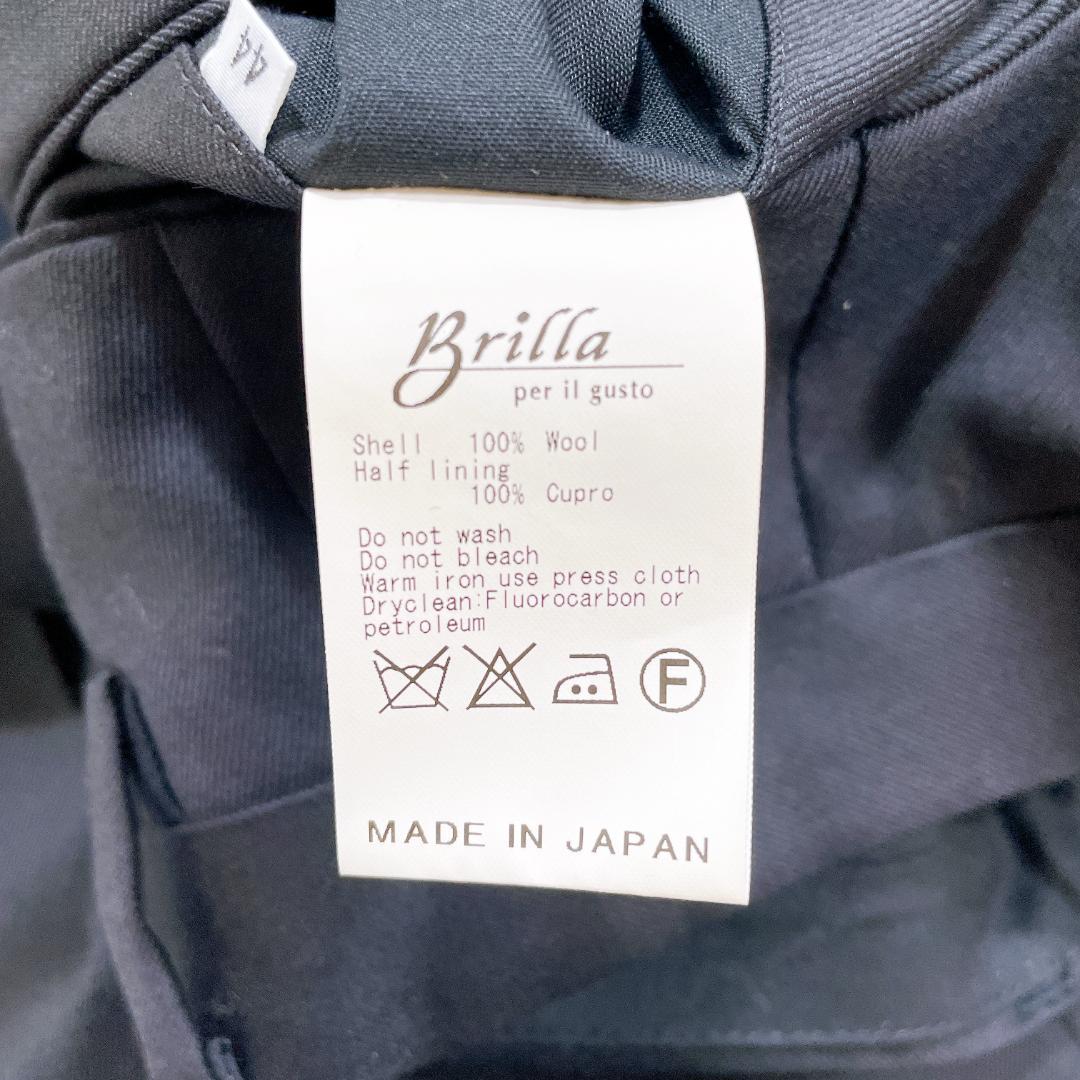 44
Brilla
per il gusto
Shell 100% Wool
Half lining
100% Cupro
Do not wash
Do not bleach
Warm iron use press cloth
Dryclean:Fluorocarbon or
petroleum
F
MADE IN JAPAN